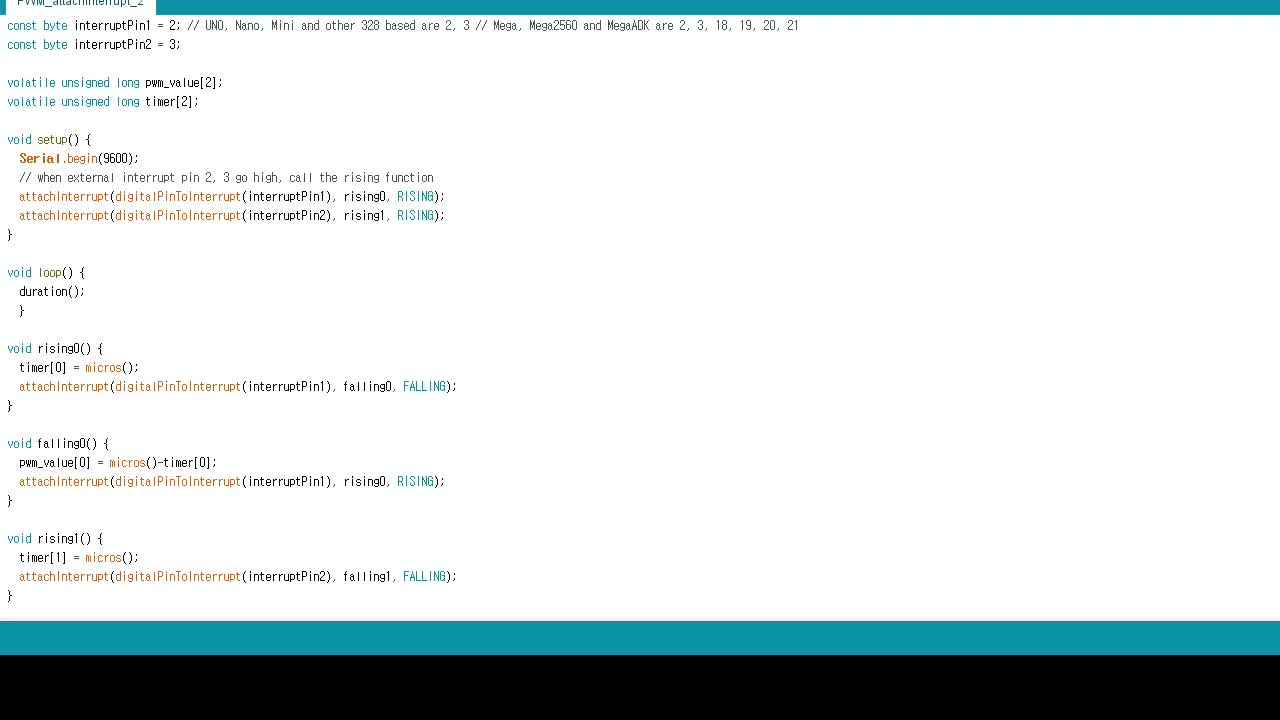 PWM_attachInterrupt_2
const byte interruptPin1 = 2; // UNO, Nano, Mini and other 328 based are 2, 3 // Mega, Mega2560 and MegaADK are 2, 3, 18, 19, 20, 21
const byte interruptPin2 = 3;
volatile unsigned long pwm_value[2];
volatile unsigned long timer[2];
void setup() {
Serial.begin(9600);
// when external interrupt pin 2, 3 go high, call the rising function
attachInterrupt(digitalPinToInterrupt(interruptPin1), rising0, RISING);
attachInterrupt(digitalPinToInterrupt(interruptPin2), rising1, RISING);
}
void loop() {
duration();
}
void rising0() {
timer[0] = micros();
attachInterrupt(digitalPinToInterrupt(interruptPin1), falling0, FALLING);
}
void falling0() {
pwm_value[0] = micros()-timer[0];
attachInterrupt(digitalPinToInterrupt(interruptPin1), rising0, RISING);
}
void rising1() {
timer[1] = micros();
attachInterrupt(digitalPinToInterrupt(interruptPin2), falling1, FALLING);
}